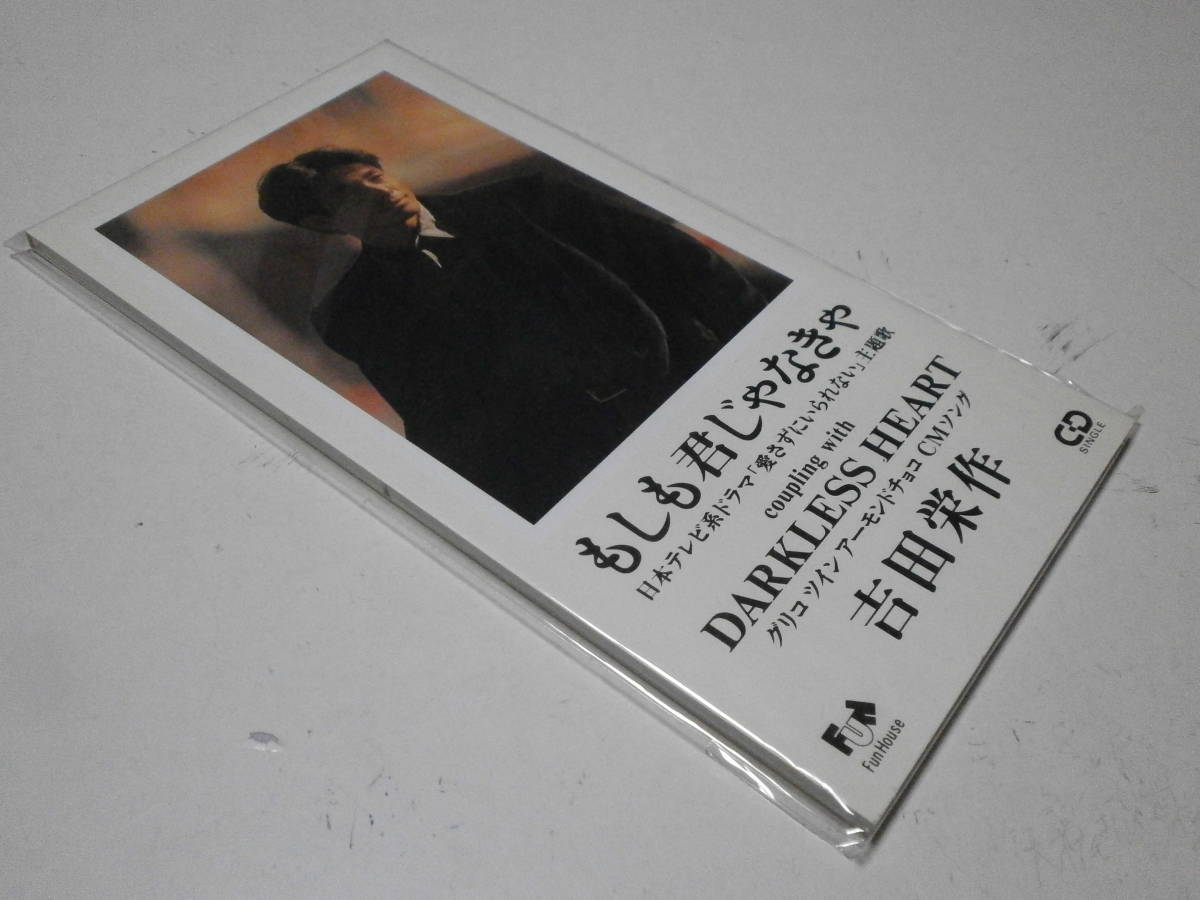 もしも君じゃなきゃ
日本テレビ系ドラマ「愛さずにいられない」主題歌
coupling with
DARKLESS HEART
グリコ ツイン アーモンドチョコ CMソング
吉田栄作
CD
SINGLE
FUN
Fun House